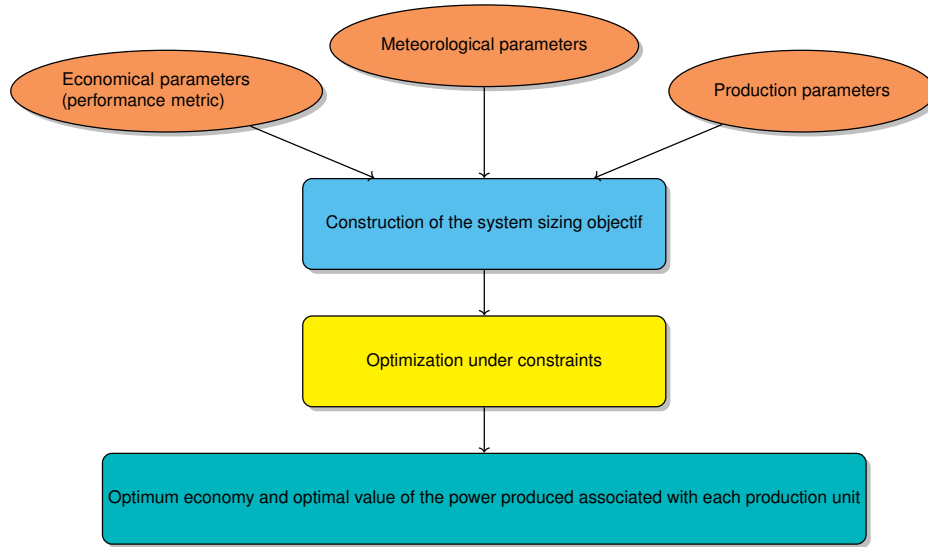 Meteorological parameters
Economical parameters
(performance metric)
Production parameters
Construction of the system sizing objectif
Optimization under constraints
Optimum economy and optimal value of the power produced associated with each production unit